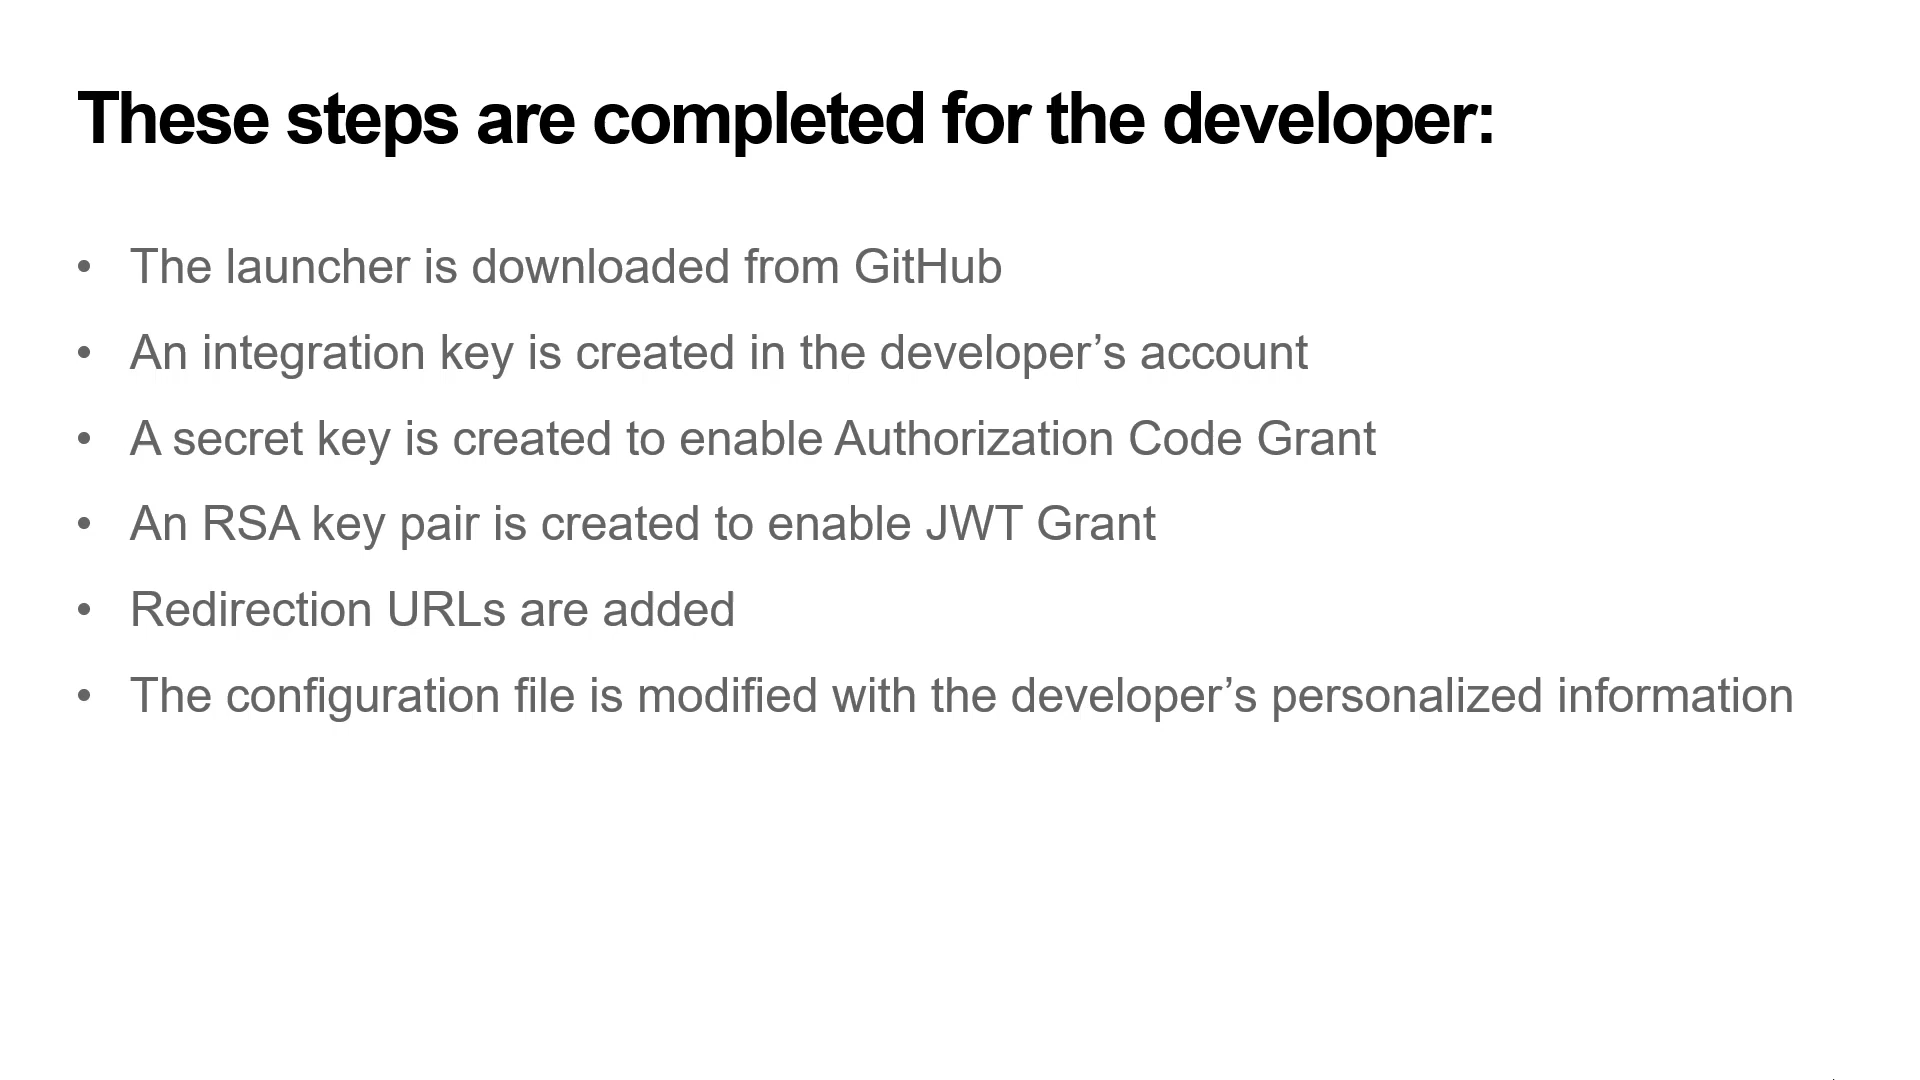 These steps are completed for the developer:
• The launcher is downloaded from GitHub
• An integration key is created in the developer’s account
• A secret key is created to enable Authorization Code Grant
• An RSA key pair is created to enable JWT Grant
• Redirection URLs are added
• The configuration file is modified with the developer’s personalized information